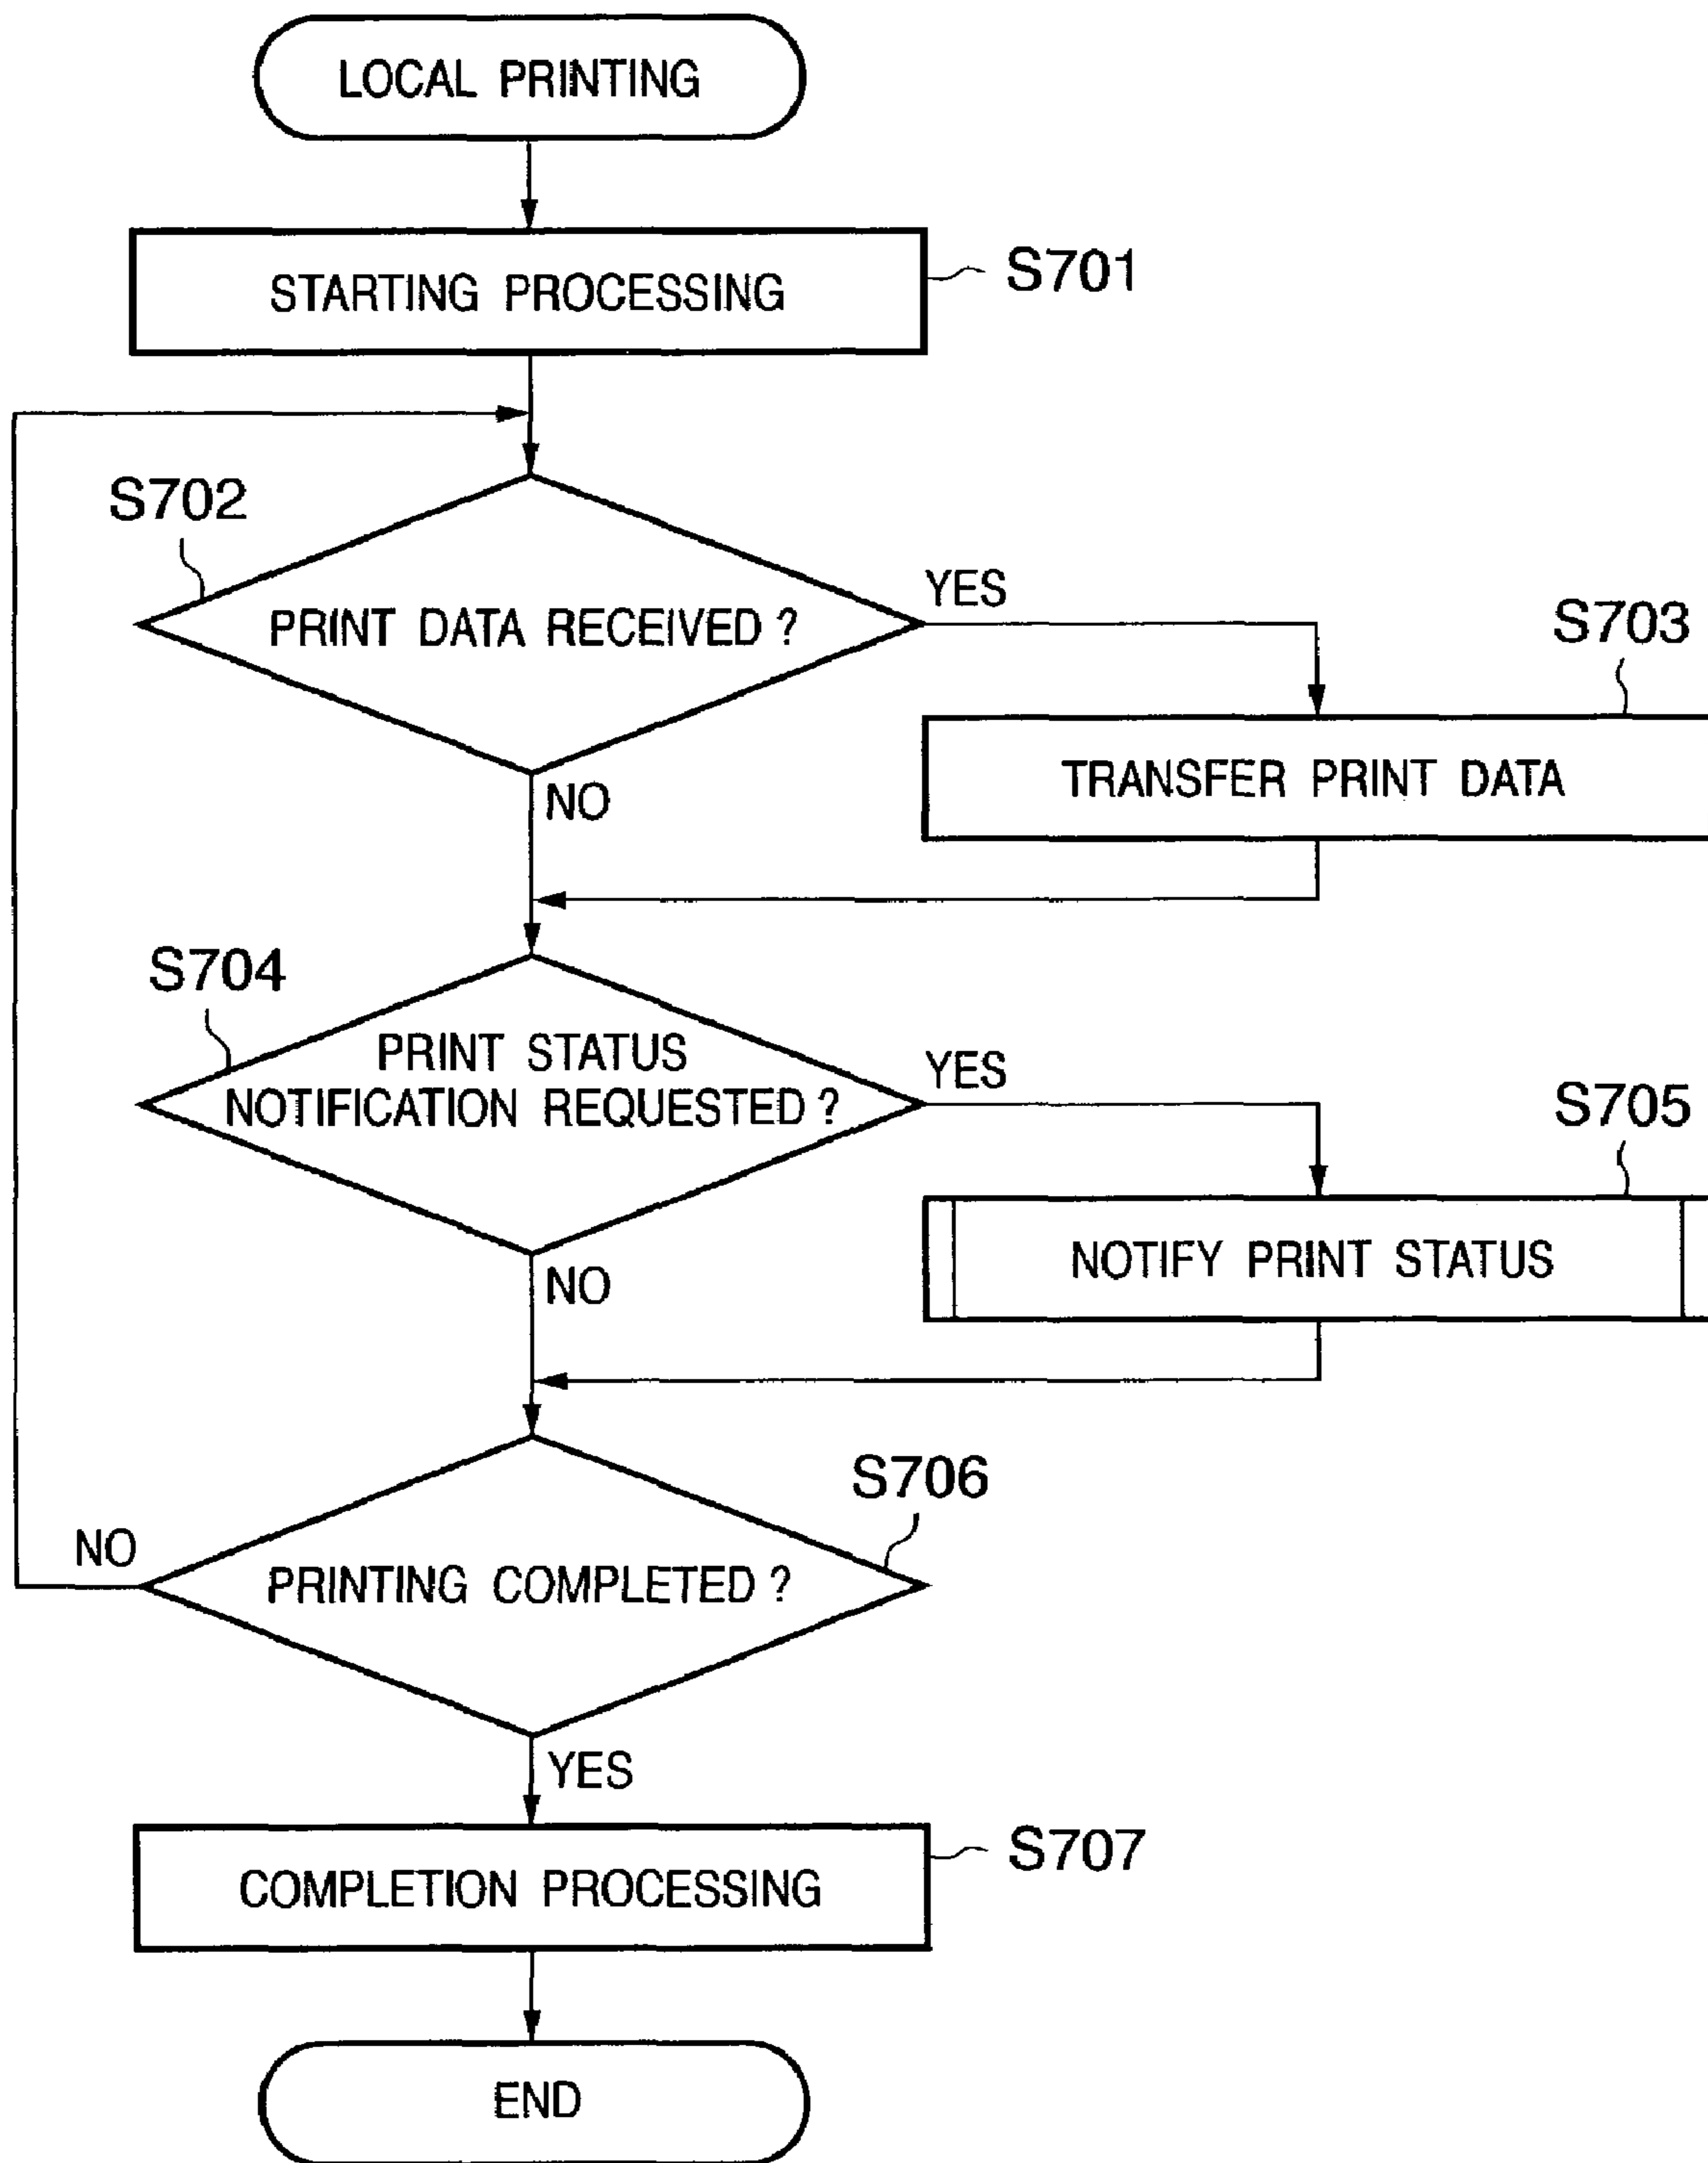 LOCAL PRINTING
STARTING PROCESSING
S701
S702
PRINT DATA RECEIVED ?
YES
S703
TRANSFER PRINT DATA
NO
S704
PRINT STATUS
NOTIFICATION REQUESTED ?
YES
S705
NOTIFY PRINT STATUS
NO
S706
PRINTING COMPLETED ?
NO
YES
COMPLETION PROCESSING
S707
END